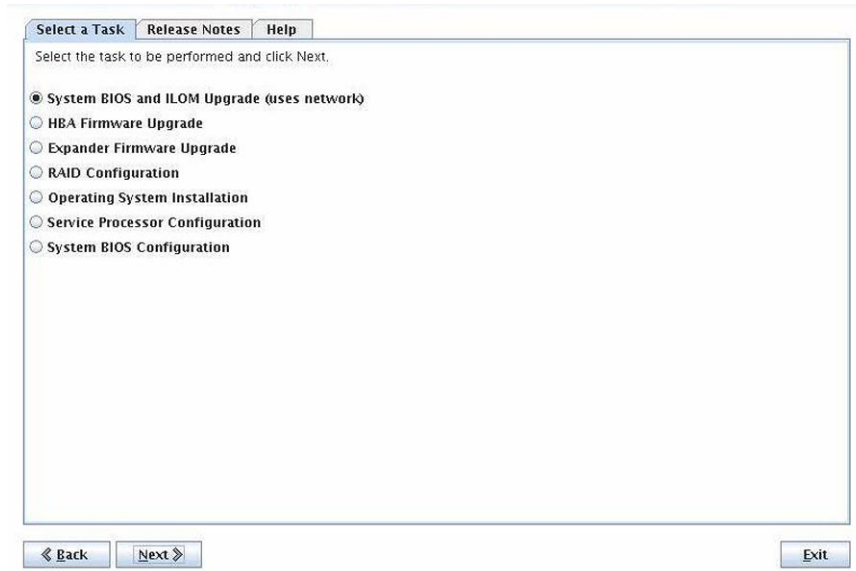 Select a Task Release Notes Help
Select the task to be performed and click Next.
System BIOS and ILOM Upgrade (uses network)
HBA Firmware Upgrade
Expander Firmware Upgrade
RAID Configuration
Operating System Installation
Service Processor Configuration
System BIOS Configuration
Back Next Exit